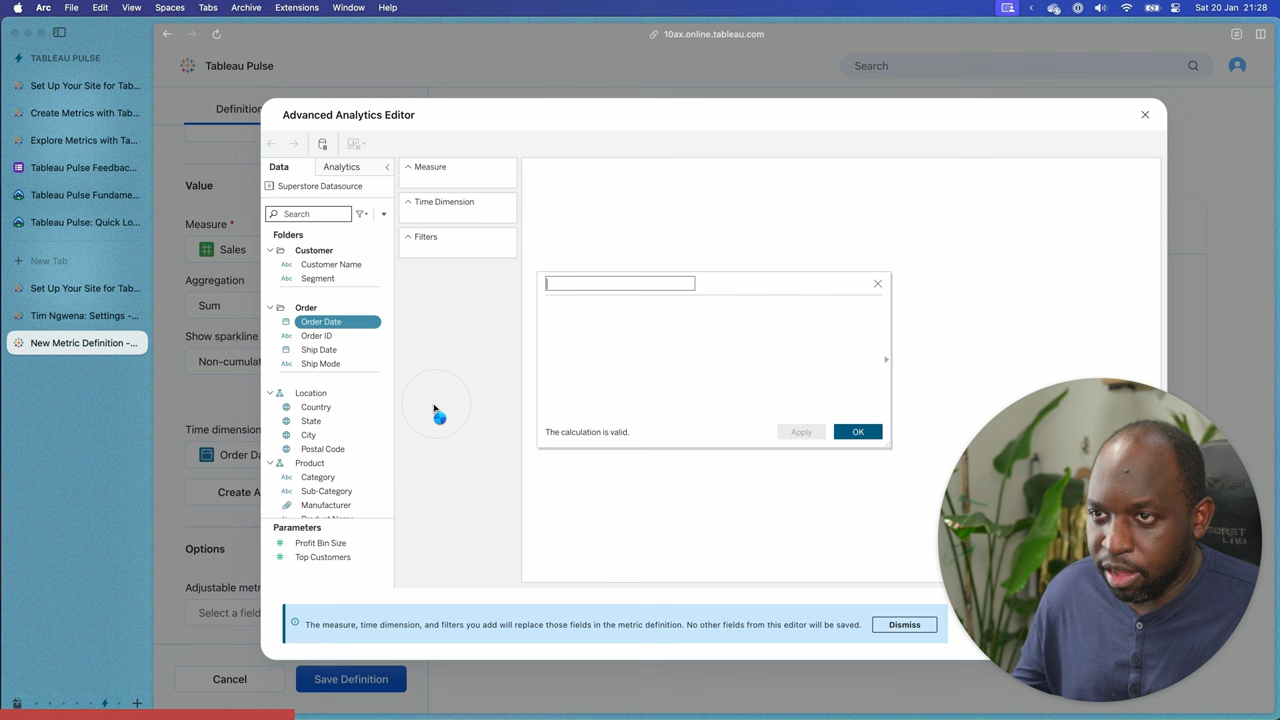 Arc File Edit View Spaces Tabs Archive Extensions Window Help
Sat 20 Jan 21:28
TABLEAU PULSE
Set Up Your Site for Tab...
Create Metrics with Tab...
Explore Metrics with Ta...
Tableau Pulse Feedbac...
Tableau Pulse Fundame...
Tableau Pulse: Quick Lo...
New Tab
Set Up Your Site for Tab...
Tim Ngwena: Settings -...
New Metric Definition -...
10ax.online.tableau.com
Tableau Pulse
Search
Definition
Value
Measure *
Sales
Aggregation
Sum
Show sparkline
Non-cumulat
Time dimension
Order Da
Create A
Options
Adjustable metr
Select a field
Cancel
Save Definition
Advanced Analytics Editor
Data
Analytics
Superstore Datasource
Search
Folders
Customer
Abc Customer Name
Abc Segment
Order
Order Date
Abc Order ID
Ship Date
Abc Ship Mode
Location
Country
State
City
Postal Code
Product
Abc Category
Abc Sub-Category
Manufacturer
Parameters
Profit Bin Size
Top Customers
Measure
Time Dimension
Filters
The calculation is valid.
Apply
OK
The measure, time dimension, and filters you add will replace those fields in the metric definition. No other fields from this editor will be saved.
Dismiss